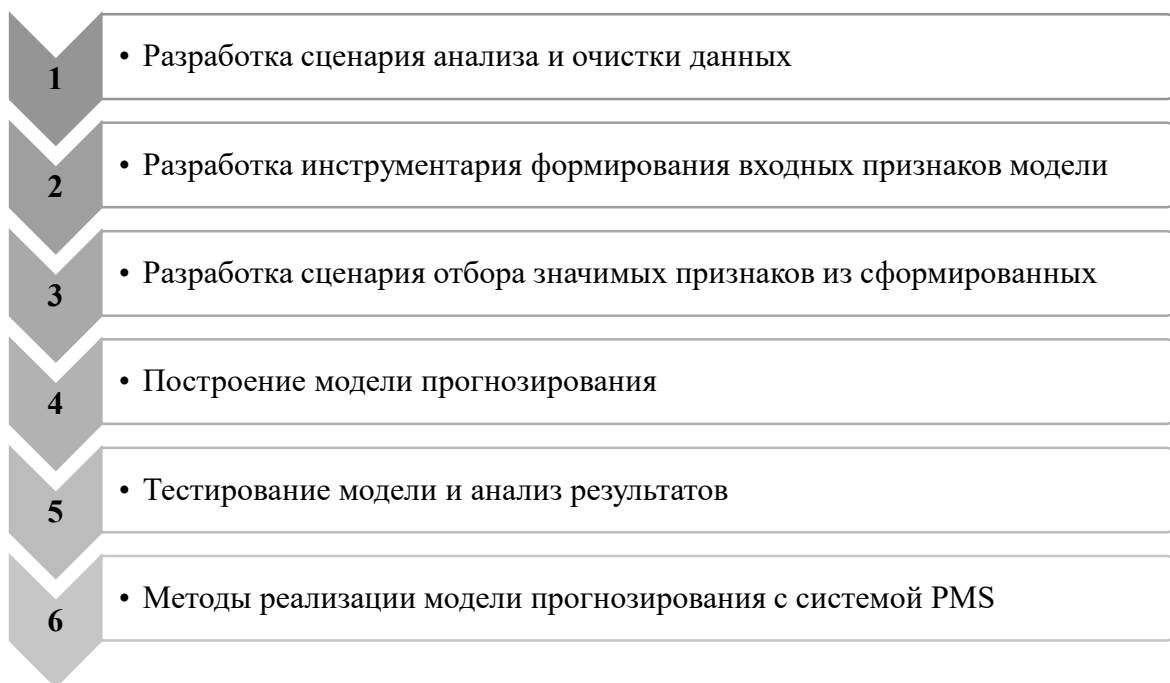 1
• Разработка сценария анализа и очистки данных
2
• Разработка инструментария формирования входных признаков модели
3
• Разработка сценария отбора значимых признаков из сформированных
4
• Построение модели прогнозирования
5
• Тестирование модели и анализ результатов
6
• Методы реализации модели прогнозирования с системой PMS